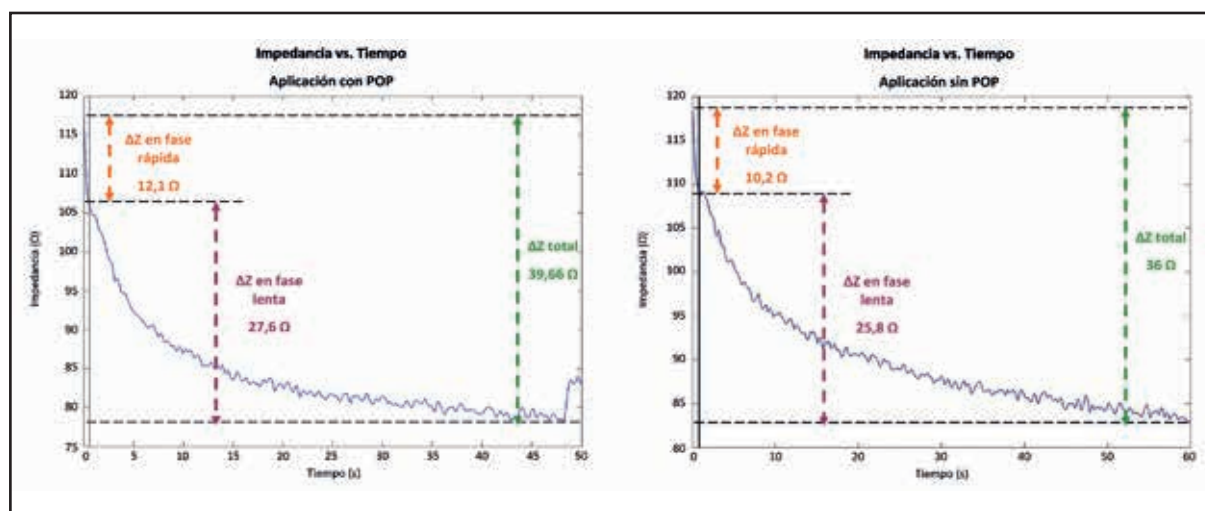 Impedancia vs. Tiempo
Aplicación con POP
120
115
110
105
100
95
90
85
80
75
Impedancia (Ω)
ΔZ en fase
rápida
12,1 Ω
ΔZ en fase
lenta
27,6 Ω
ΔZ total
39,66 Ω
0 5 10 15 20 25 30 35 40 45 50
Tiempo (s)
Impedancia vs. Tiempo
Aplicación sin POP
120
115
110
105
100
95
90
85
80
Impedancia (Ω)
ΔZ en fase
rápida
10,2 Ω
ΔZ en fase
lenta
25,8 Ω
ΔZ total
36 Ω
0 10 20 30 40 50 60
Tiempo (s)